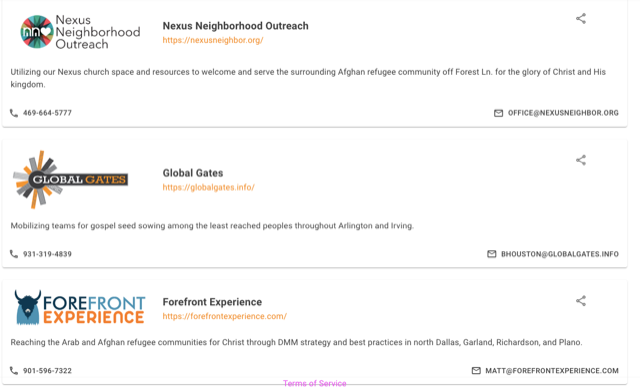 Nexus
Neighborhood
Outreach
nn
Nexus Neighborhood Outreach
https://nexusneighbor.org/
Utilizing our Nexus church space and resources to welcome and serve the surrounding Afghan refugee community off Forest Ln. for the glory of Christ and His
kingdom.
469-664-5777
OFFICE@NEXUSNEIGHBOR.ORG
GLOBAL GATES
Global Gates
https://globalgates.info/
Mobilizing teams for gospel seed sowing among the least reached peoples throughout Arlington and Irving.
931-319-4839
BHOUSTON@GLOBALGATES.INFO
FOREFRONT
EXPERIENCE
Forefront Experience
https://forefrontexperience.com/
Reaching the Arab and Afghan refugee communities for Christ through DMM strategy and best practices in north Dallas, Garland, Richardson, and Plano.
901-596-7322
MATT@FOREFRONTEXPERIENCE.COM
Terms of Service